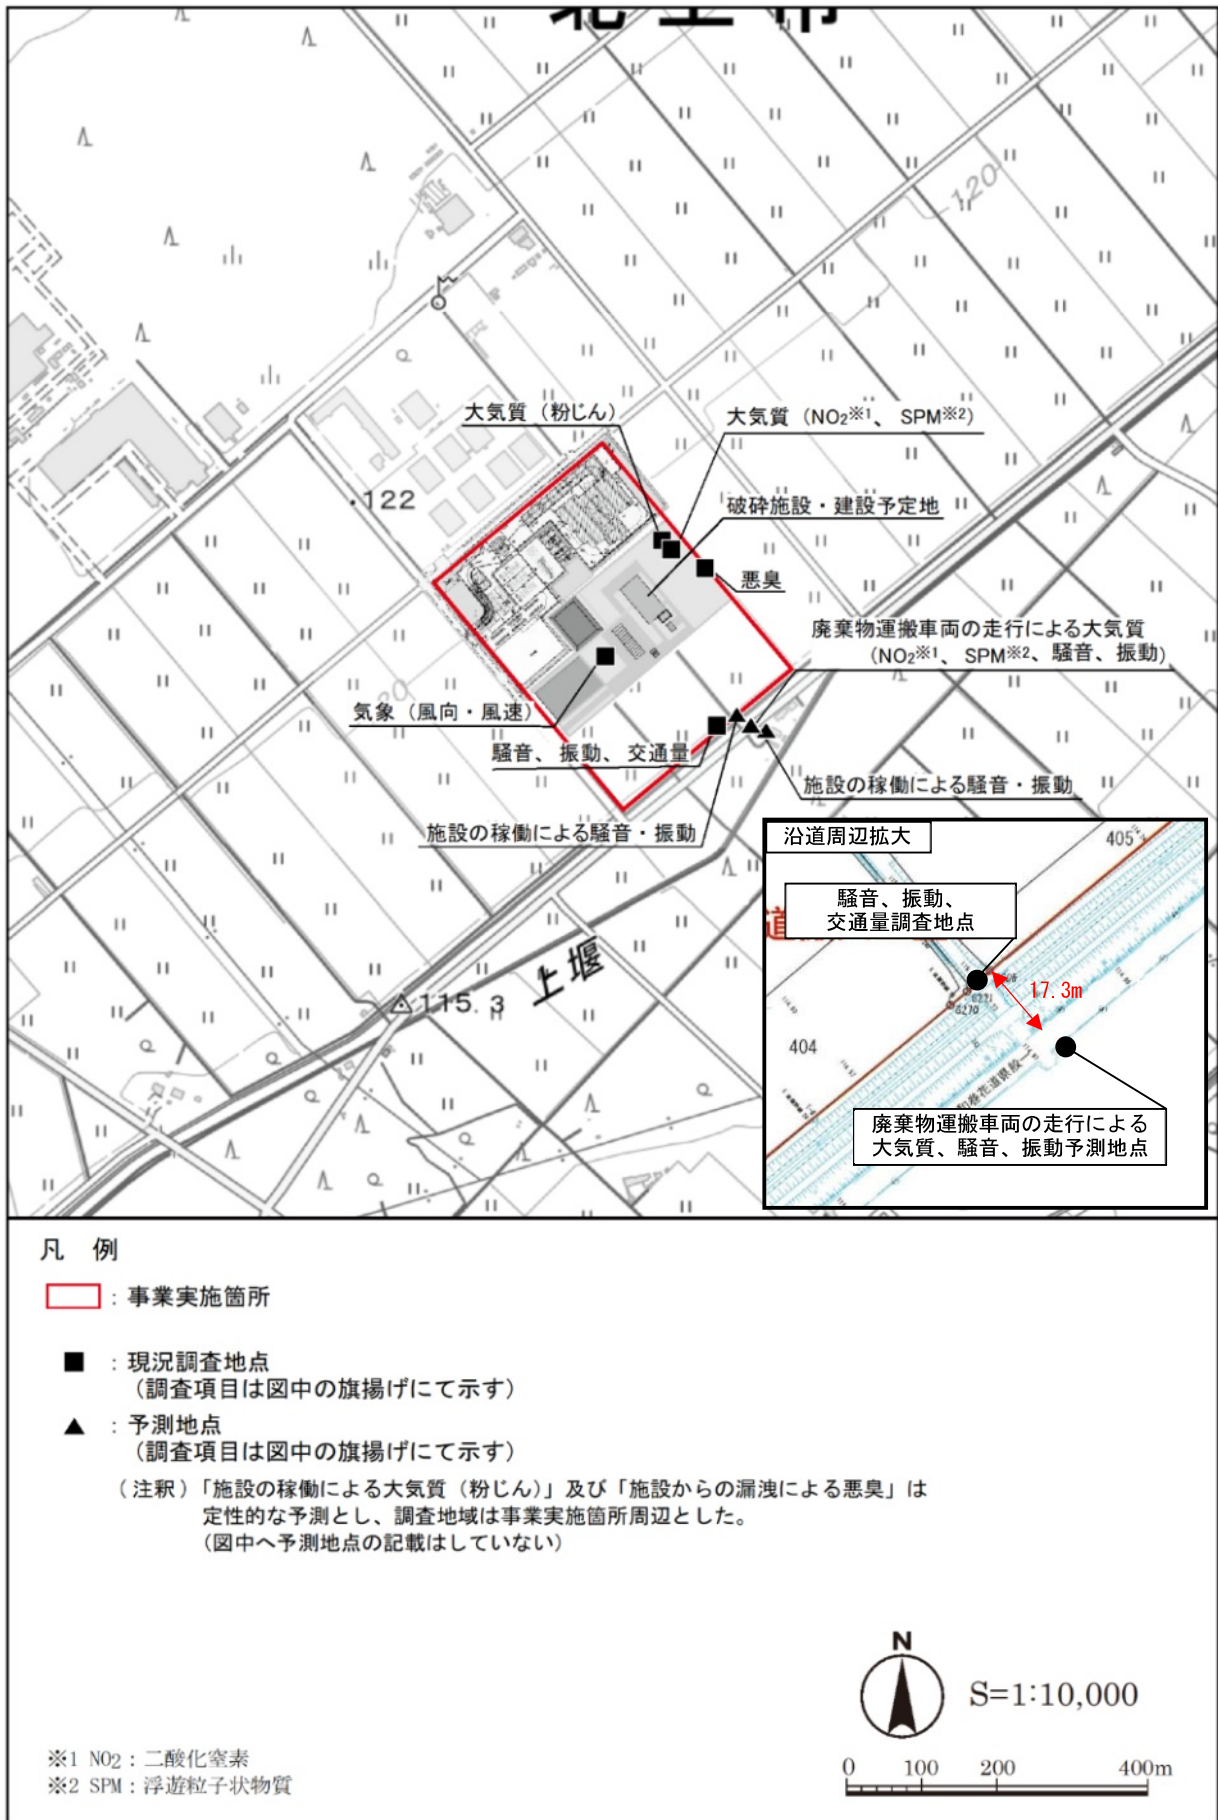 北上市
120
大気質（粉じん）
大気質（NO2※1、SPM※2）
122
破砕施設・建設予定地
悪臭
廃棄物運搬車両の走行による大気質
（NO2※1、SPM※2、騒音、振動）
気象（風向・風速）
騒音、振動、交通量
施設の稼働による騒音・振動
施設の稼働による騒音・振動
上堰
115.3
沿道周辺拡大
405
騒音、振動、
交通量調査地点
道
17.3m
6270
404
廃棄物運搬車両の走行による
大気質、騒音、振動予測地点
凡 例
：事業実施箇所
■ ：現況調査地点
（調査項目は図中の旗揚げにて示す）
▲ ：予測地点
（調査項目は図中の旗揚げにて示す）
（注釈）「施設の稼働による大気質（粉じん）」及び「施設からの漏洩による悪臭」は
定性的な予測とし、調査地域は事業実施箇所周辺とした。
（図中へ予測地点の記載はしていない）
N
S=1:10,000
0 100 200 400m
※1 NO2：二酸化窒素
※2 SPM：浮遊粒子状物質